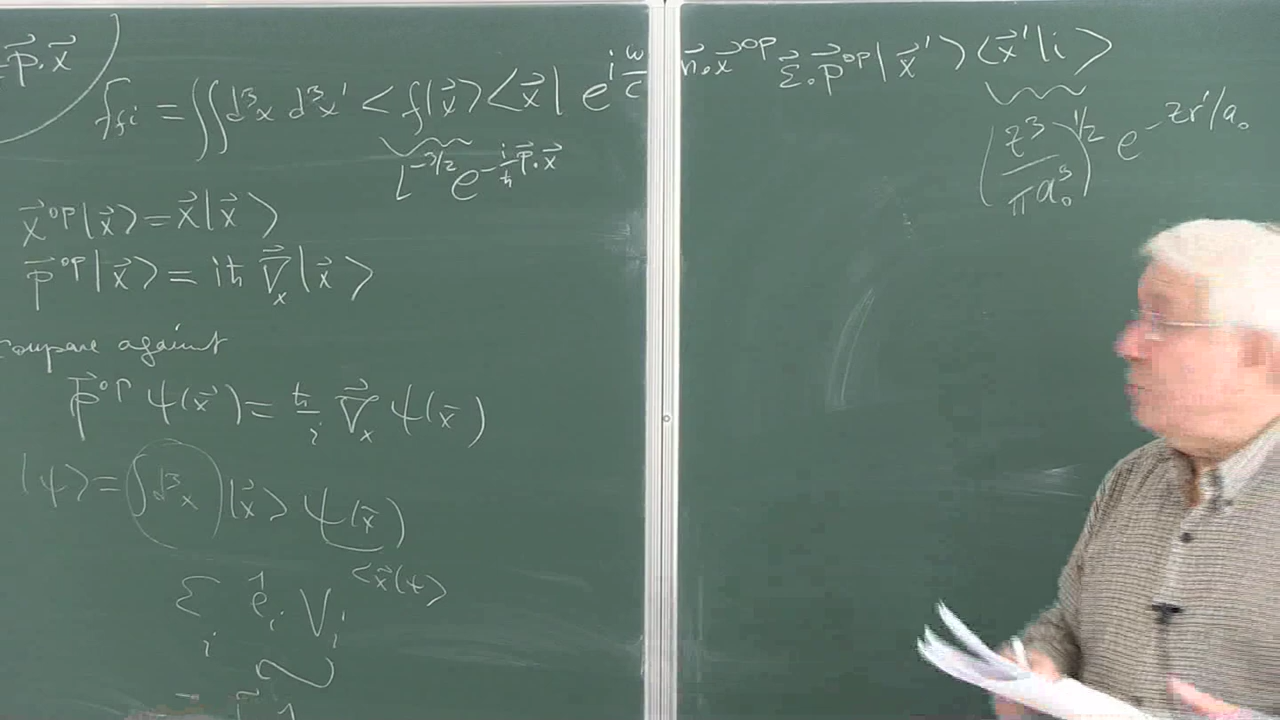 p⃗·x⃗
f_fi = ∬ d³x d³x' <f|x⃗><x⃗| e^{i ω/c n⃗·x⃗^op} ε⃗·p⃗^op |x⃗'><x⃗'|i>
L^{-3/2} e^{-i/ħ p⃗·x⃗}
(Z³/πa₀³)^{1/2} e^{-Zr'/a₀}
x⃗^op|x⃗> = x⃗|x⃗>
p⃗^op|x⃗> = iħ ∇⃗_x|x⃗>
compare against
p⃗^op ψ(x⃗) = ħ/i ∇⃗_x ψ(x⃗)
|ψ> = ∫d³x |x⃗> ψ(x⃗)
<x⃗|ψ>
Σ_i ê_i V_i